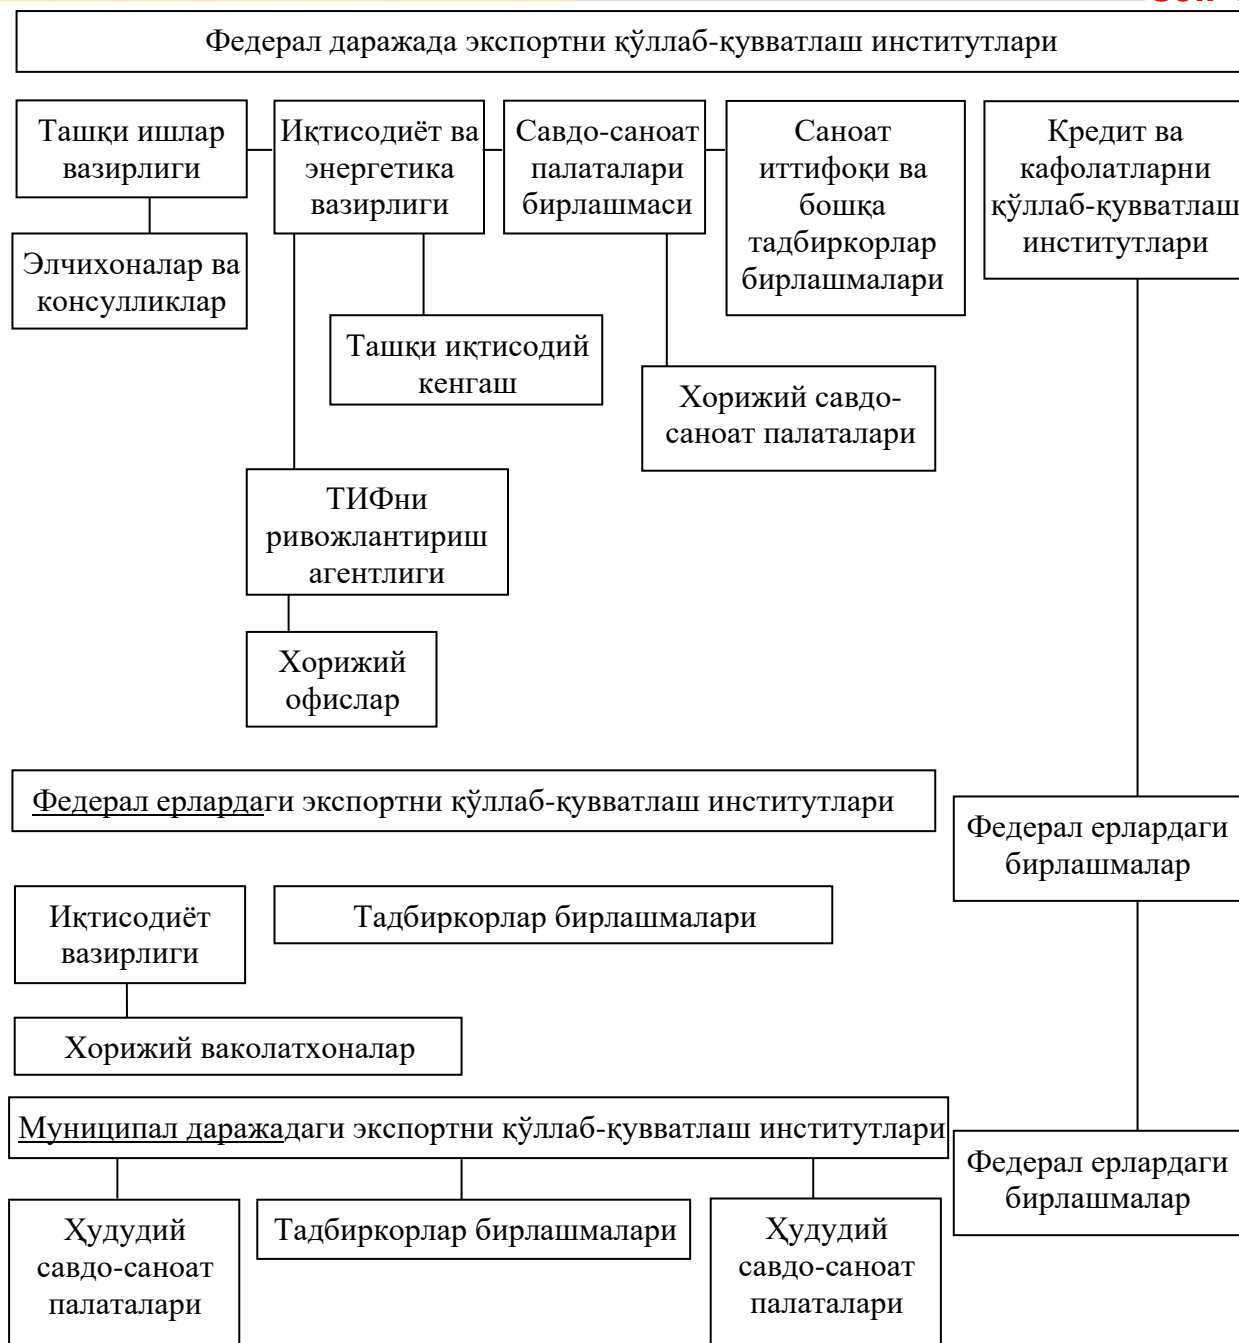 Федерал даражада экспортни қўллаб-қувватлаш институтлари
Ташқи ишлар
вазирлиги
Иқтисодиёт ва
энергетика
вазирлиги
Савдо-саноат
палаталари
бирлашмаси
Саноат
иттифоқи ва
бошқа
тадбиркорлар
бирлашмалари
Кредит ва
кафолатларни
қўллаб-қувватлаш
институтлари
Элчихоналар ва
консулликлар
Ташқи иқтисодий
кенгаш
Хорижий савдо-
саноат палаталари
ТИФни
ривожлантириш
агентлиги
Хорижий
офислар
Федерал ерлардаги экспортни қўллаб-қувватлаш институтлари
Федерал ерлардаги
бирлашмалар
Иқтисодиёт
вазирлиги
Тадбиркорлар бирлашмалари
Хорижий ваколатхоналар
Муниципал даражадаги экспортни қўллаб-қувватлаш институтлари
Федерал ерлардаги
бирлашмалар
Ҳудудий
савдо-саноат
палаталари
Тадбиркорлар бирлашмалари
Ҳудудий
савдо-саноат
палаталари